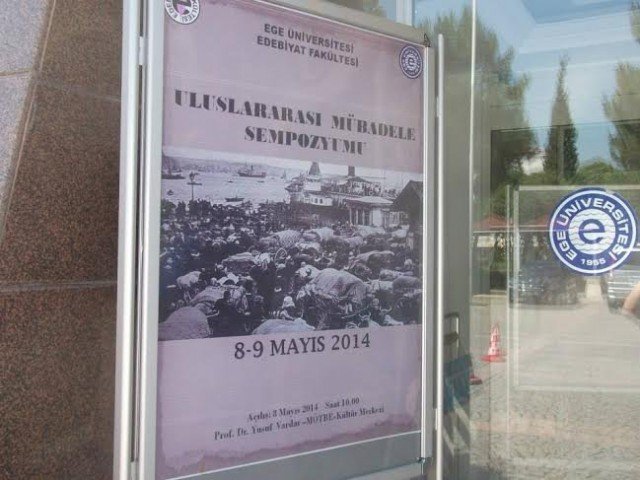 EGE ÜNİVERSİTESİ
EDEBİYAT FAKÜLTESİ
ULUSLARARASI MÜBADELE
SEMPOZYUMU
8-9 MAYIS 2014
Açılış: 8 Mayıs 2014 Saat 10.00
Prof. Dr. Yusuf Vardar -MOTBE- Kültür Merkezi
EGE ÜNİVERSİTESİ
e
1955